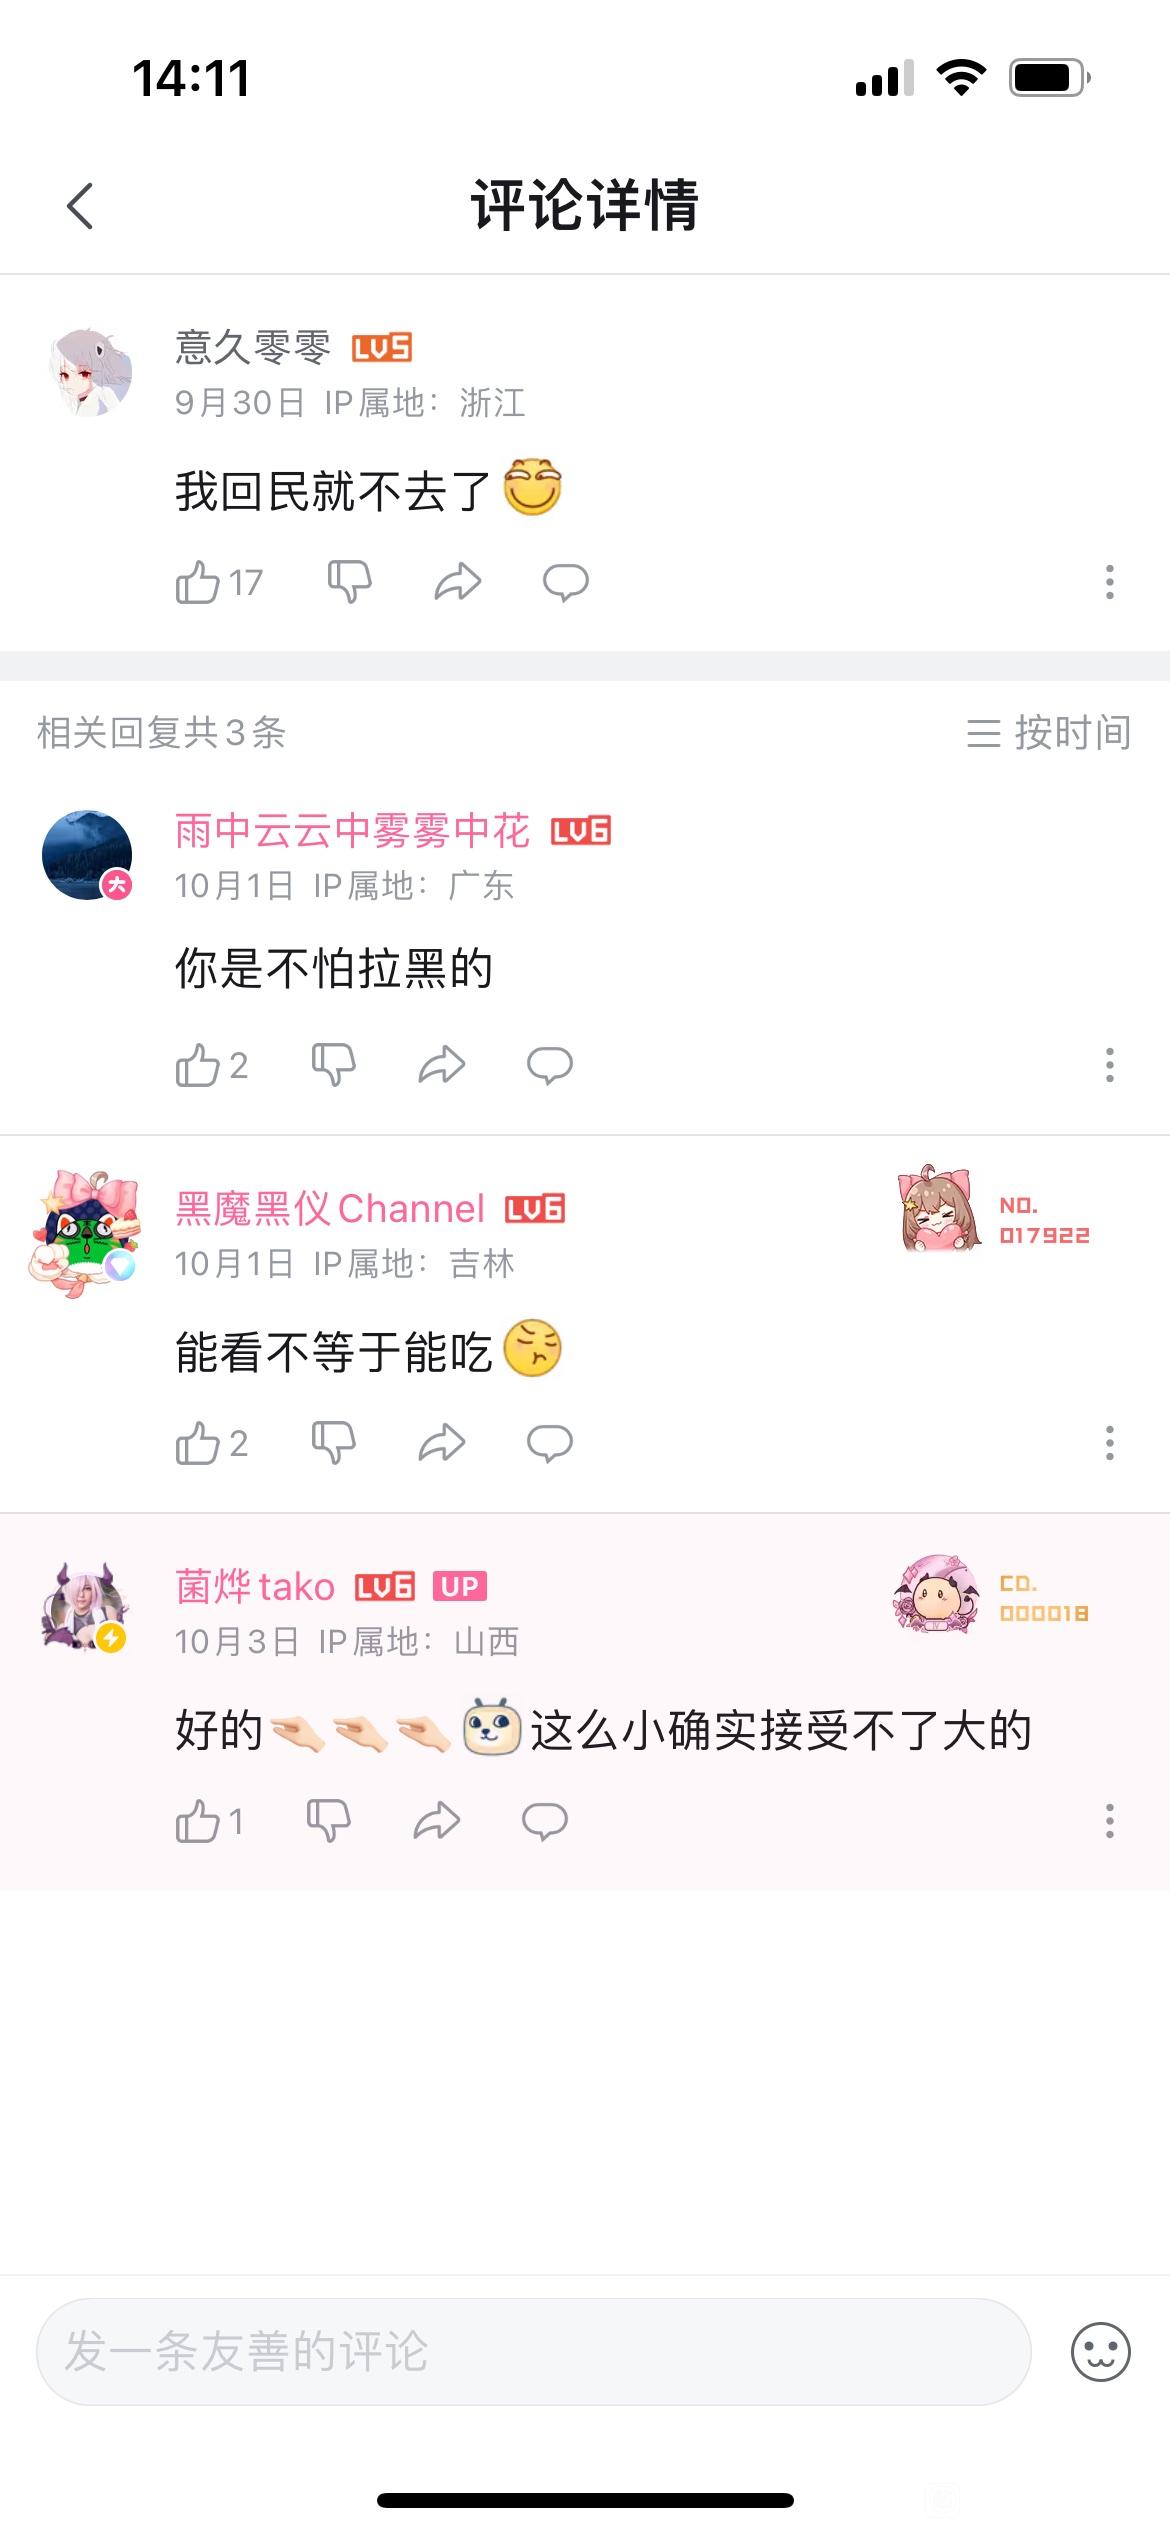 14:11
评论详情
意久零零 LV5
9月30日 IP属地：浙江
我回民就不去了
17
相关回复共3条 按时间
雨中云云中雾雾中花 LV6
10月1日 IP属地：广东
你是不怕拉黑的
2
黑魔黑仪Channel LV6
NO.
017922
10月1日 IP属地：吉林
能看不等于能吃
2
菌烨tako LV6 UP
CD.
000018
10月3日 IP属地：山西
好的🤏🏻🤏🏻🤏🏻这么小确实接受不了大的
1
发一条友善的评论